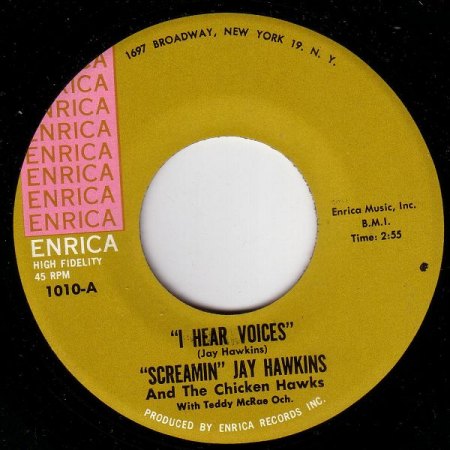 1697 BROADWAY, NEW YORK 19. N. Y.
ENRICA
ENRICA
ENRICA
ENRICA
ENRICA
ENRICA
ENRICA
ENRICA
ENRICA
HIGH FIDELITY
45 RPM
1010-A
Enrica Music, Inc.
B.M.I.
Time: 2:55
"I HEAR VOICES"
(Jay Hawkins)
"SCREAMIN" JAY HAWKINS
And The Chicken Hawks
With Teddy McRae Och.
PRODUCED BY ENRICA RECORDS INC.